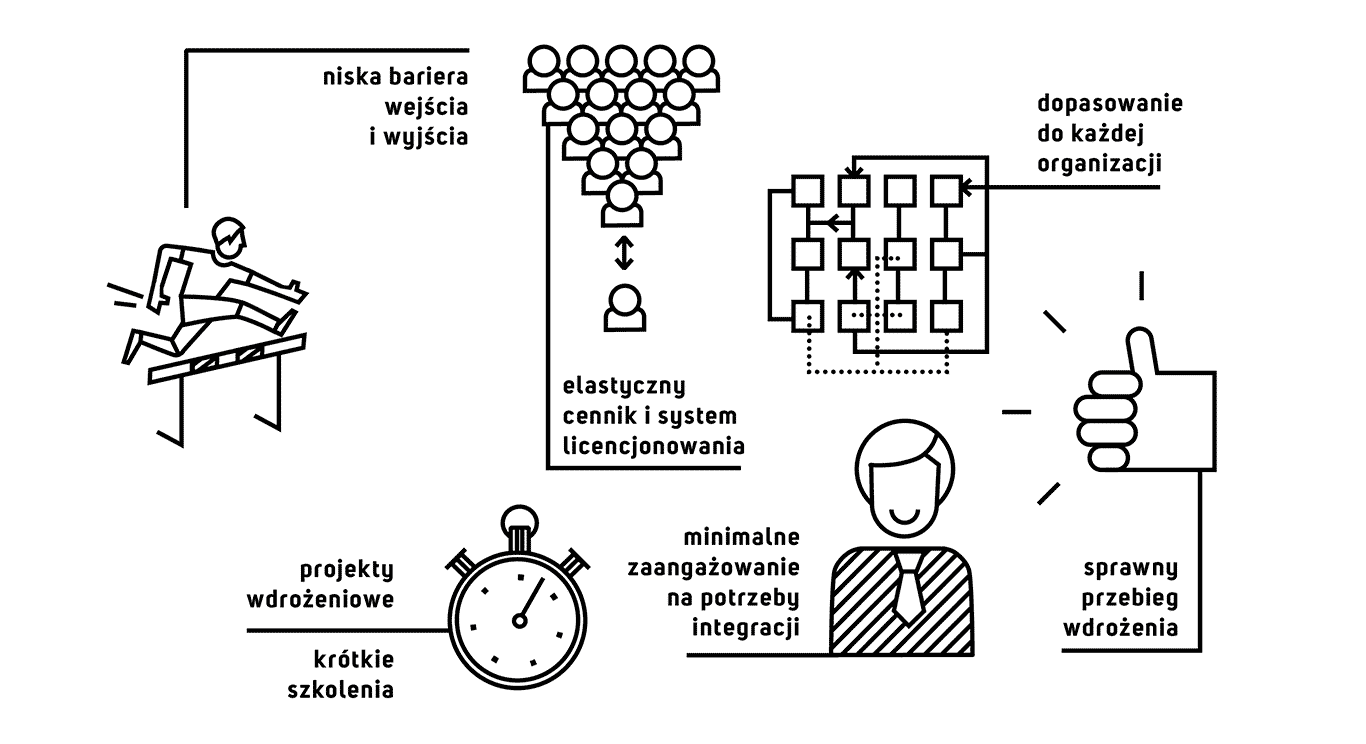 niska bariera
wejścia
i wyjścia
elastyczny
cennik i system
licencjonowania
dopasowanie
do każdej
organizacji
projekty
wdrożeniowe
krótkie
szkolenia
minimalne
zaangażowanie
na potrzeby
integracji
sprawny
przebieg
wdrożenia